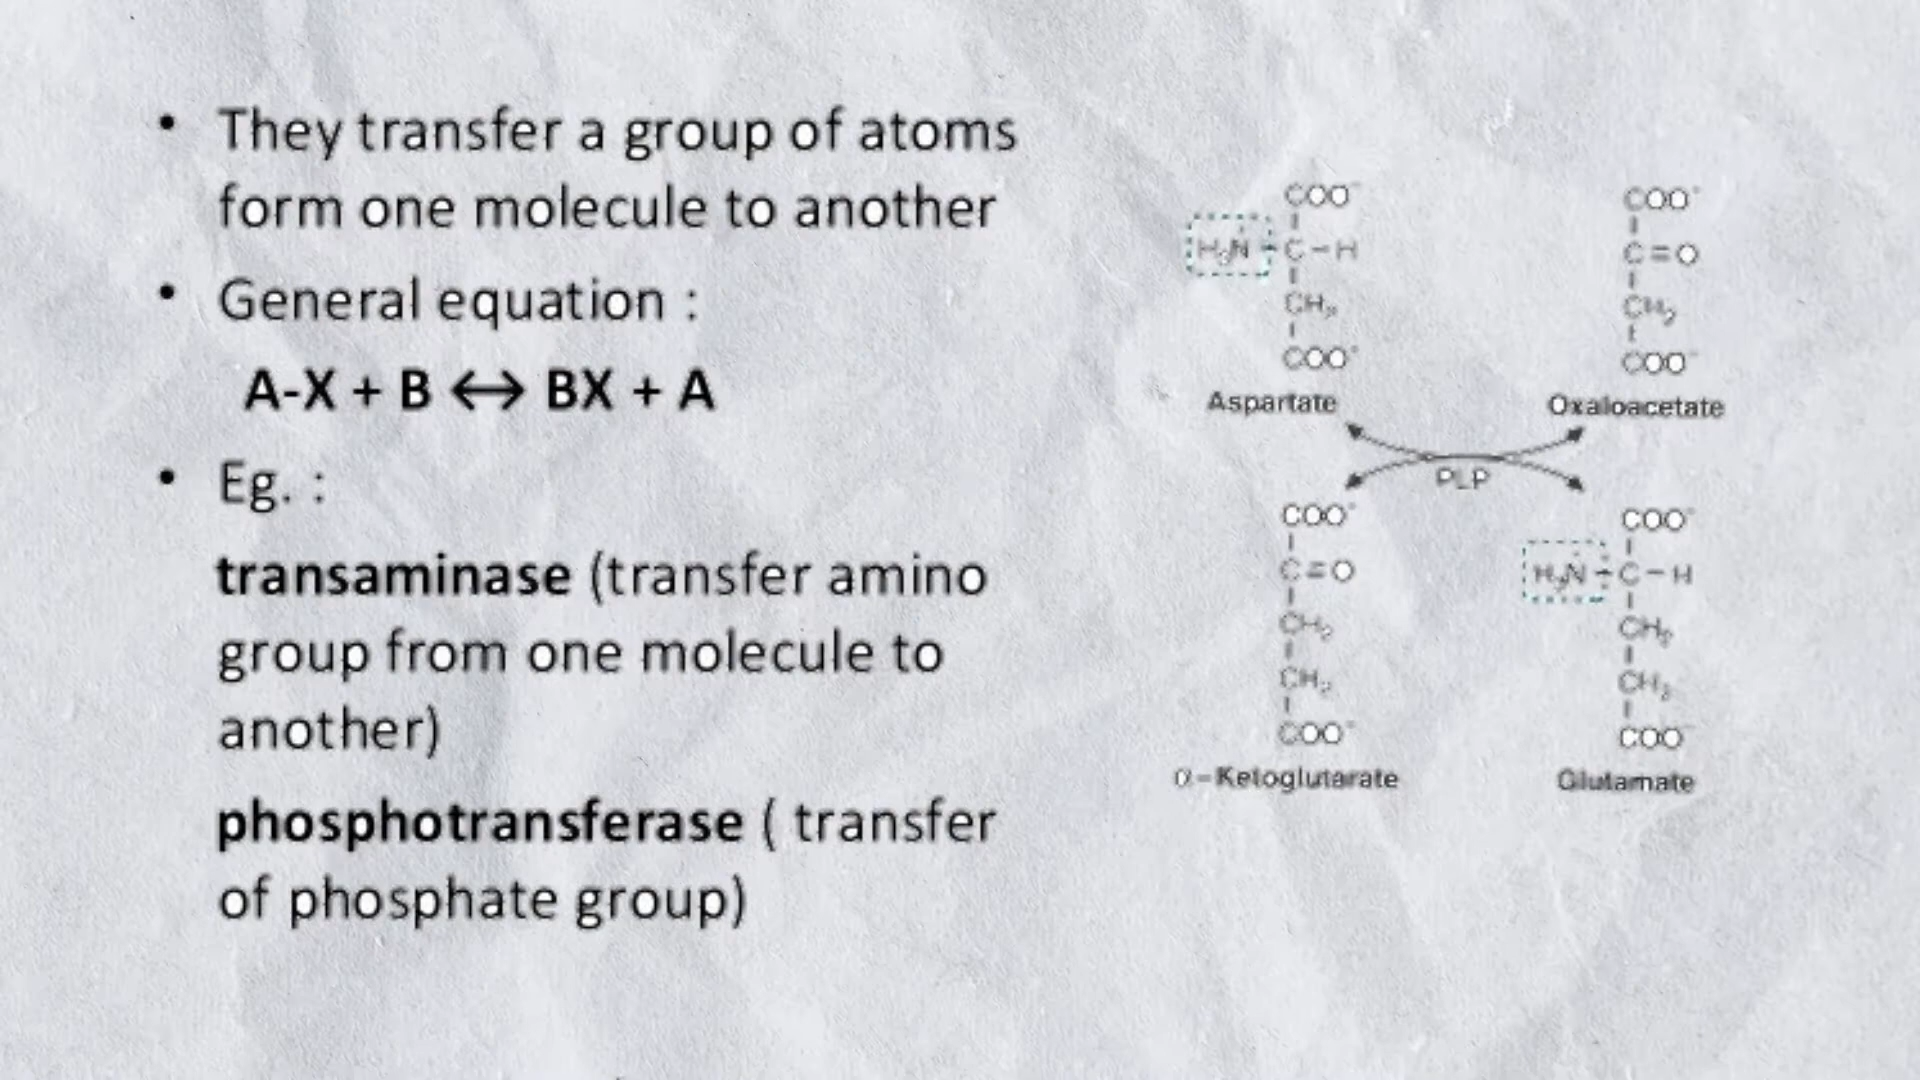 • They transfer a group of atoms
form one molecule to another
• General equation :
A-X + B ↔ BX + A
• Eg. :
transaminase (transfer amino
group from one molecule to
another)
phosphotransferase ( transfer
of phosphate group)
COO⁻
H₃N⁺-C-H
CH₂
COO⁻
Aspartate
COO⁻
C=O
CH₂
COO⁻
Oxaloacetate
PLP
COO⁻
C=O
CH₂
CH₂
COO⁻
α-Ketoglutarate
COO⁻
H₃N⁺-C-H
CH₂
CH₂
COO⁻
Glutamate